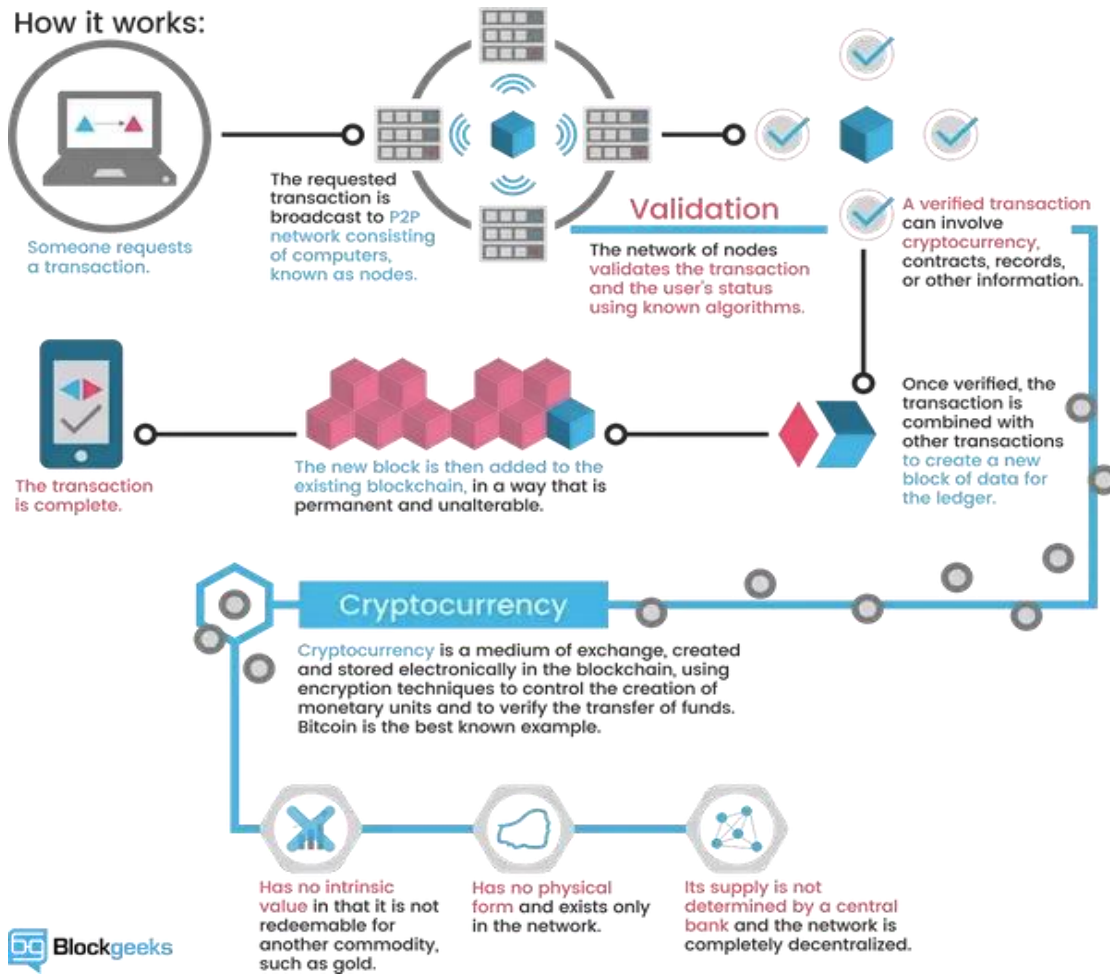 How it works:
Someone requests
a transaction.
The requested
transaction is
broadcast to P2P
network consisting
of computers,
known as nodes.
Validation
The network of nodes
validates the transaction
and the user's status
using known algorithms.
A verified transaction
can involve
cryptocurrency,
contracts, records,
or other information.
Once verified, the
transaction is
combined with
other transactions
to create a new
block of data for
the ledger.
The new block is then added to the
existing blockchain, in a way that is
permanent and unalterable.
The transaction
is complete.
Cryptocurrency
Cryptocurrency is a medium of exchange, created
and stored electronically in the blockchain, using
encryption techniques to control the creation of
monetary units and to verify the transfer of funds.
Bitcoin is the best known example.
Has no intrinsic
value in that it is not
redeemable for
another commodity,
such as gold.
Has no physical
form and exists only
in the network.
Its supply is not
determined by a central
bank and the network is
completely decentralized.
Blockgeeks